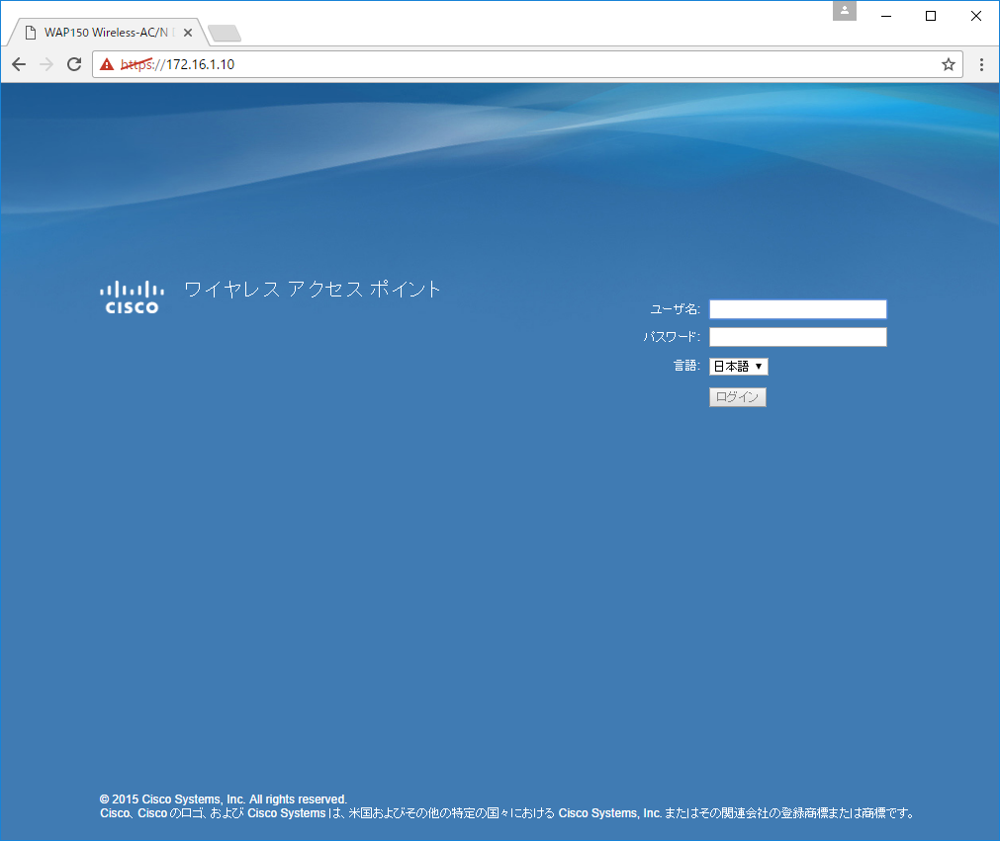 WAP150 Wireless-AC/N
https://172.16.1.10
CISCO
ワイヤレス アクセス ポイント
ユーザ名:
パスワード:
言語: 日本語
ログイン
© 2015 Cisco Systems, Inc. All rights reserved.
Cisco、Cisco のロゴ、および Cisco Systems は、米国およびその他の特定の国々における Cisco Systems, Inc. またはその関連会社の登録商標または商標です。